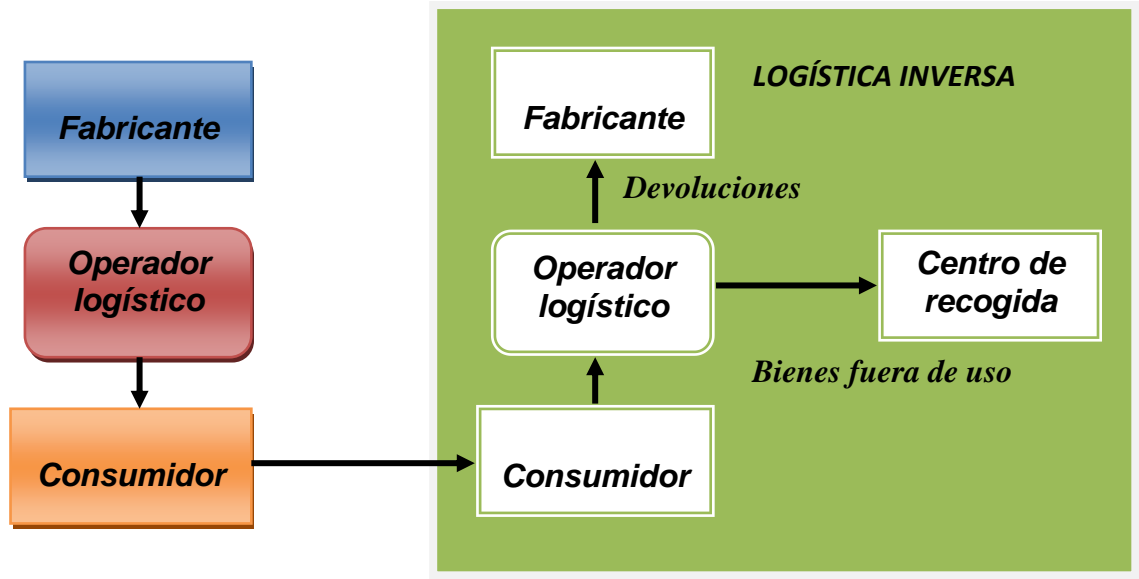 Fabricante
Operador
logístico
Consumidor
LOGÍSTICA INVERSA
Fabricante
Devoluciones
Operador
logístico
Centro de
recogida
Bienes fuera de uso
Consumidor